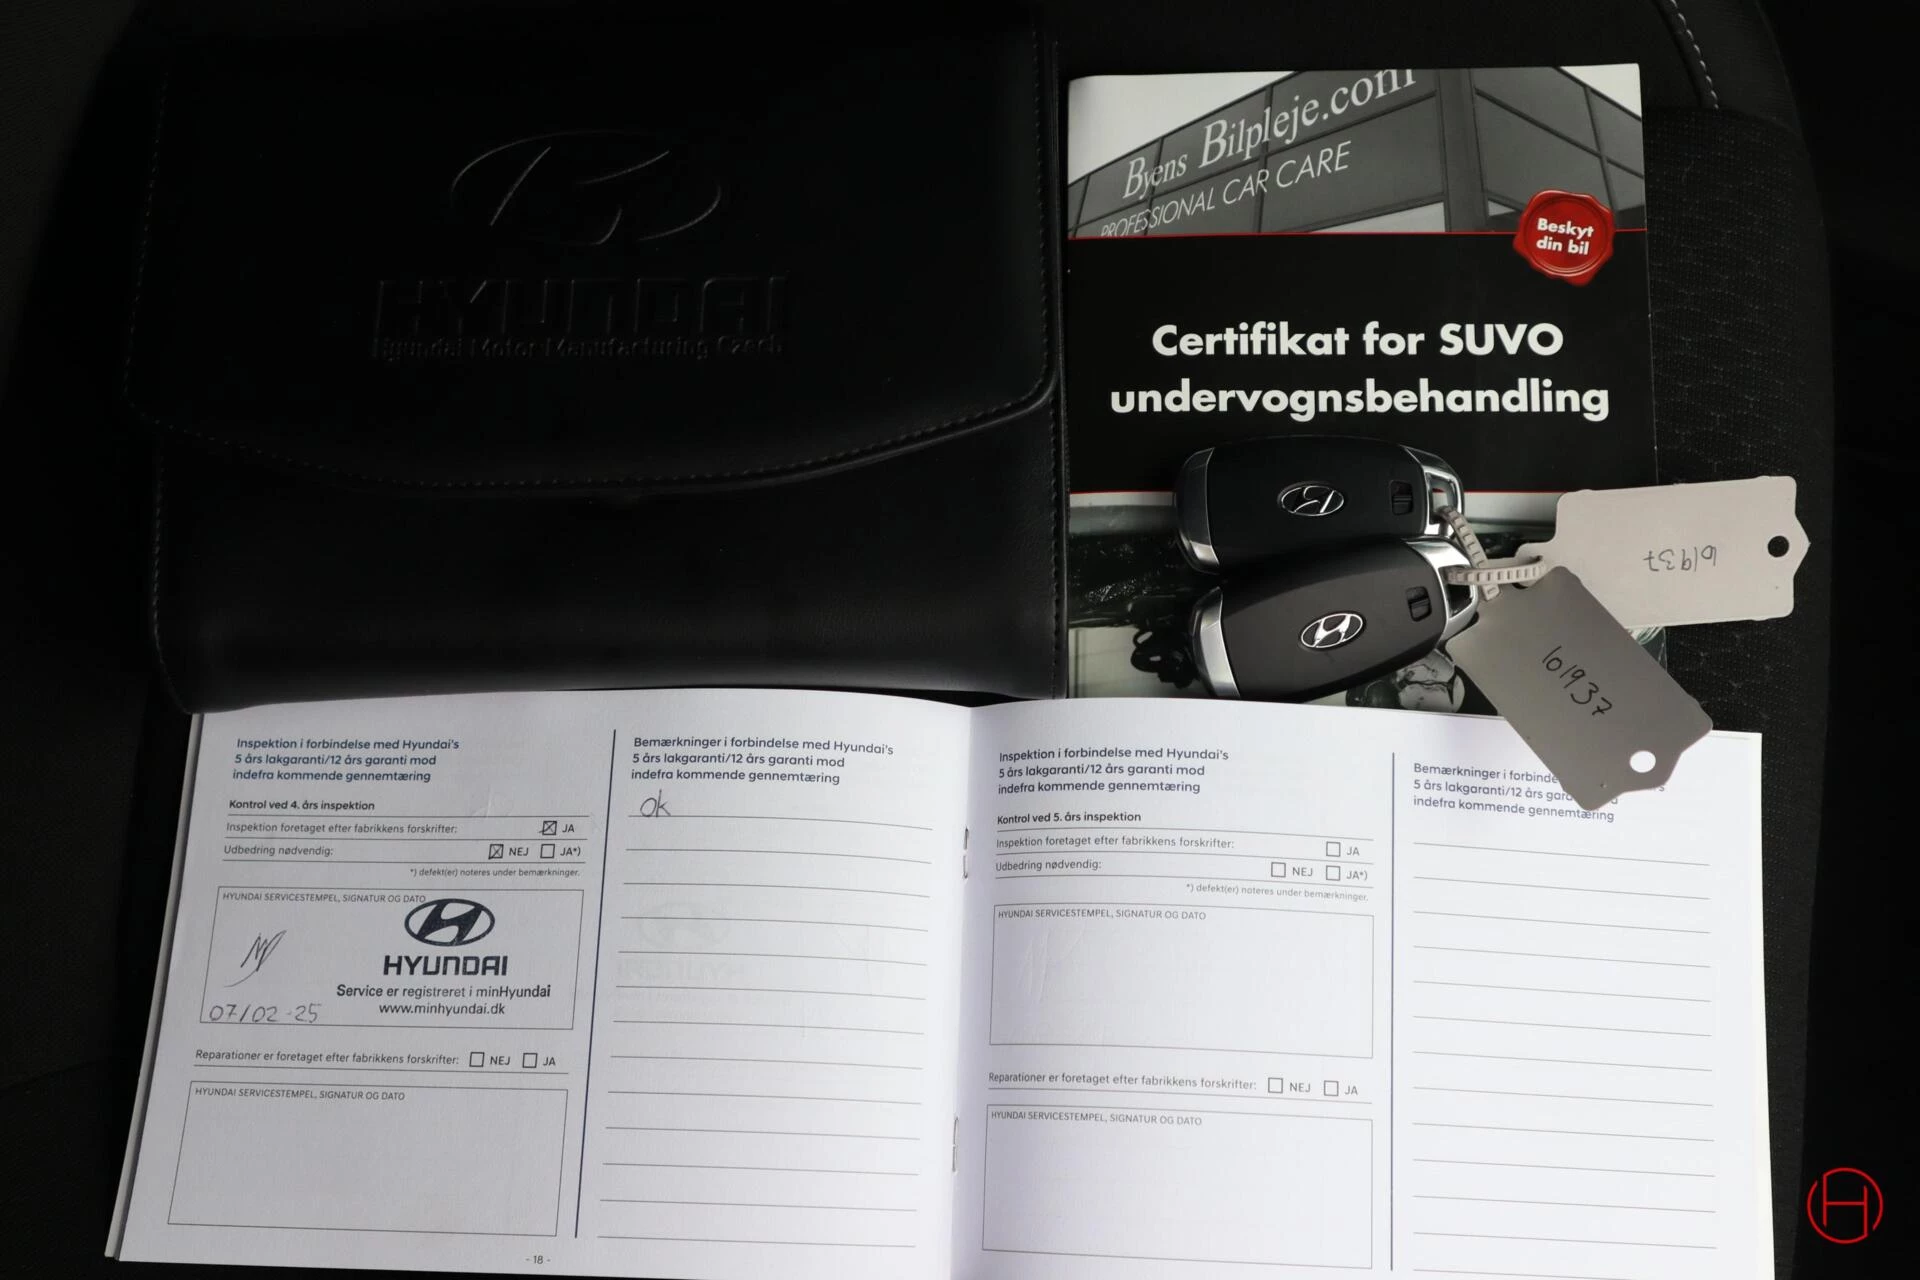 HYUNDAI
Hyundai Motor Manufacturing Czech
Byens Bilpleje.com
PROFESSIONAL CAR CARE
Beskyt
din bil
Certifikat for SUVO
undervognsbehandling
101937
101937
Inspektion i forbindelse med Hyundai's
5 års lakgaranti/12 års garanti mod
indefra kommende gennemtæring
Kontrol ved 4. års inspektion
Inspektion foretaget efter fabrikkens forskrifter: JA
Udbedring nødvendig: NEJ JA*)
*) defekt(er) noteres under bemærkninger.
HYUNDAI SERVICESTEMPEL, SIGNATUR OG DATO
HYUNDAI
Service er registreret i minHyundai
www.minhyundai.dk
07/02-25
Reparationer er foretaget efter fabrikkens forskrifter: NEJ JA
HYUNDAI SERVICESTEMPEL, SIGNATUR OG DATO
- 18 -
Bemærkninger i forbindelse med Hyundai's
5 års lakgaranti/12 års garanti mod
indefra kommende gennemtæring
ok
Inspektion i forbindelse med Hyundai's
5 års lakgaranti/12 års garanti mod
indefra kommende gennemtæring
Kontrol ved 5. års inspektion
Inspektion foretaget efter fabrikkens forskrifter: JA
Udbedring nødvendig: NEJ JA*)
*) defekt(er) noteres under bemærkninger.
HYUNDAI SERVICESTEMPEL, SIGNATUR OG DATO
Reparationer er foretaget efter fabrikkens forskrifter: NEJ JA
HYUNDAI SERVICESTEMPEL, SIGNATUR OG DATO
Bemærkninger i forbinde
5 års lakgaranti/12 års gara
indefra kommende gennemtæring